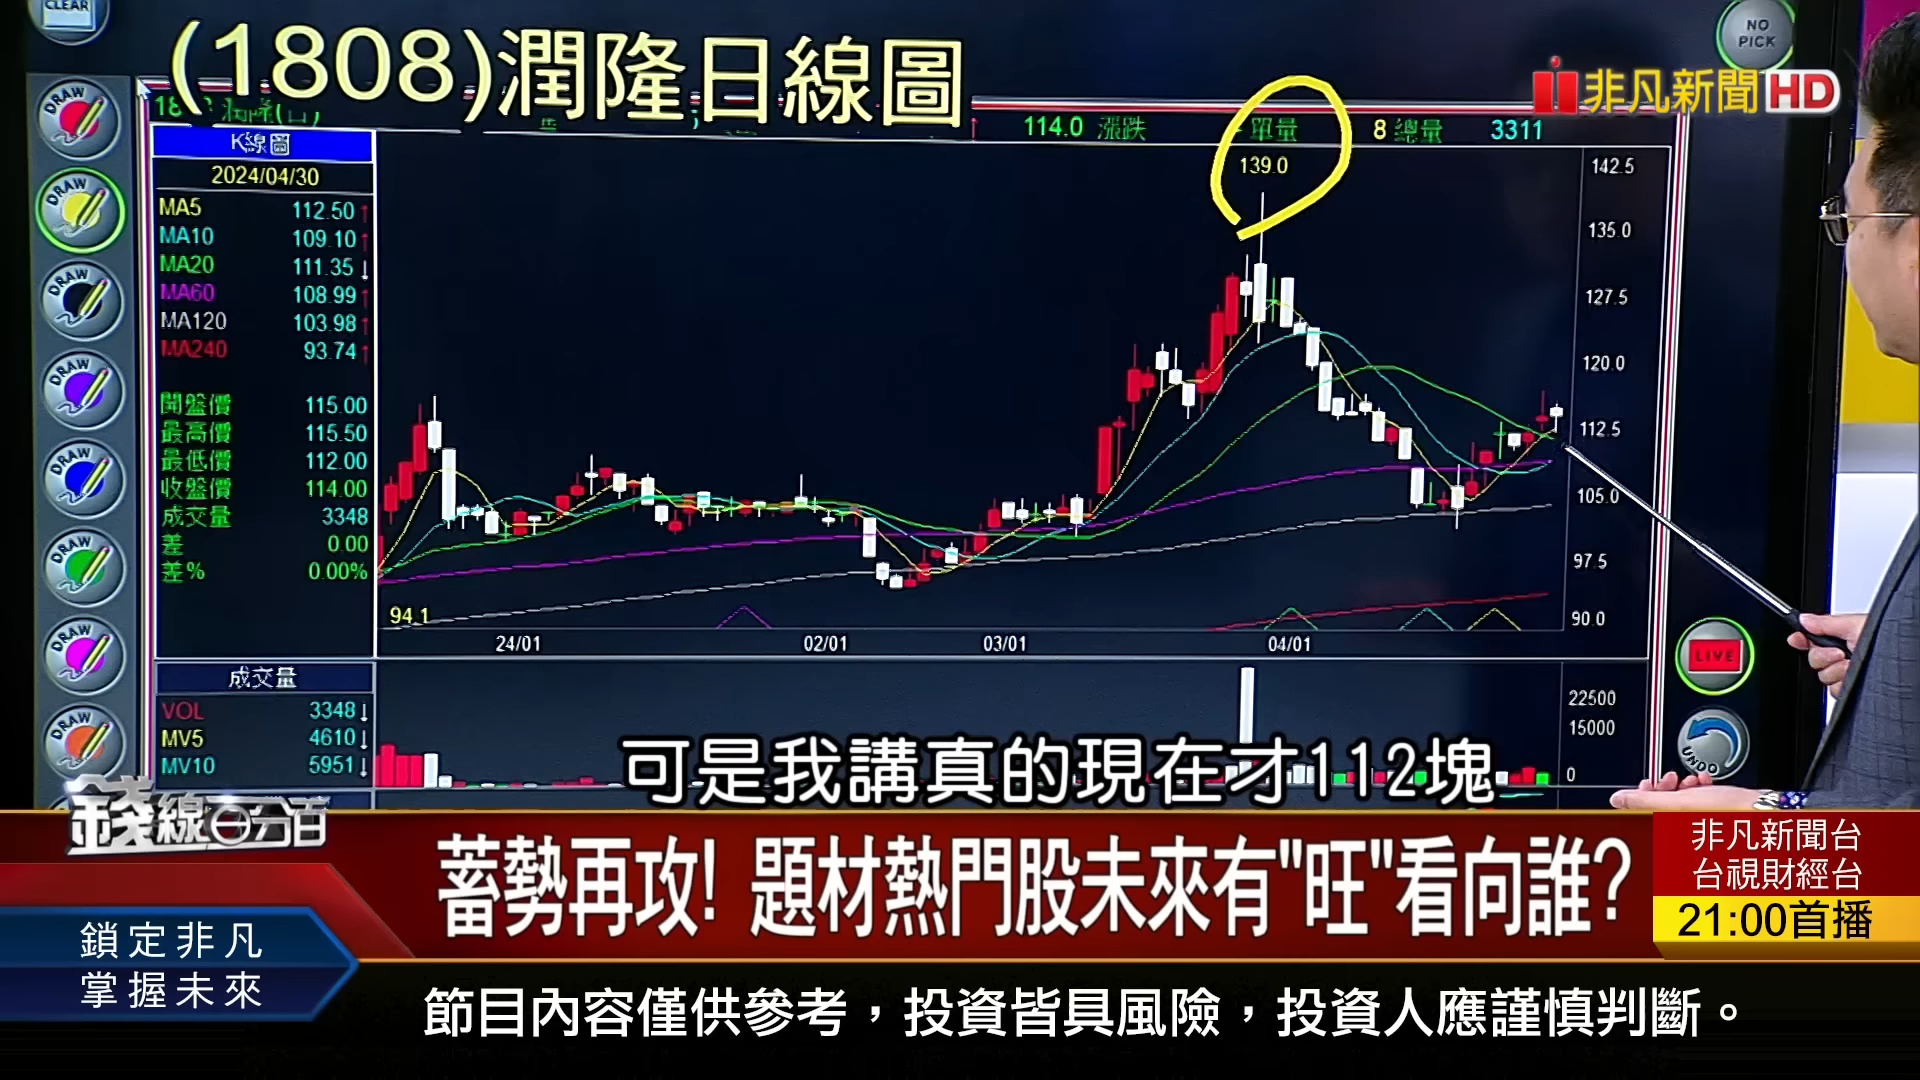 CLEAR
(1808)潤隆日線圖
NO
PICK
非凡新聞HD
114.0 漲跌 單量 8 總量 3311
DRAW
DRAW
DRAW
DRAW
DRAW
DRAW
DRAW
DRAW
K線圖
2024/04/30
MA5 112.50↑
MA10 109.10↑
MA20 111.35↓
MA60 108.99↑
MA120 103.98↑
MA240 93.74↑
開盤價 115.00
最高價 115.50
最低價 112.00
收盤價 114.00
成交量 3348
差 0.00
差% 0.00%
139.0
142.5
135.0
127.5
120.0
112.5
105.0
97.5
90.0
94.1
24/01 02/01 03/01 04/01
LIVE
UNDO
成交量
VOL 3348↓
MV5 4610↓
MV10 5951↓
22500
15000
0
可是我講真的現在才112塊
錢線百分百
蓄勢再攻! 題材熱門股未來有"旺"看向誰?
非凡新聞台
台視財經台
21:00首播
鎖定非凡
掌握未來
節目內容僅供參考，投資皆具風險，投資人應謹慎判斷。